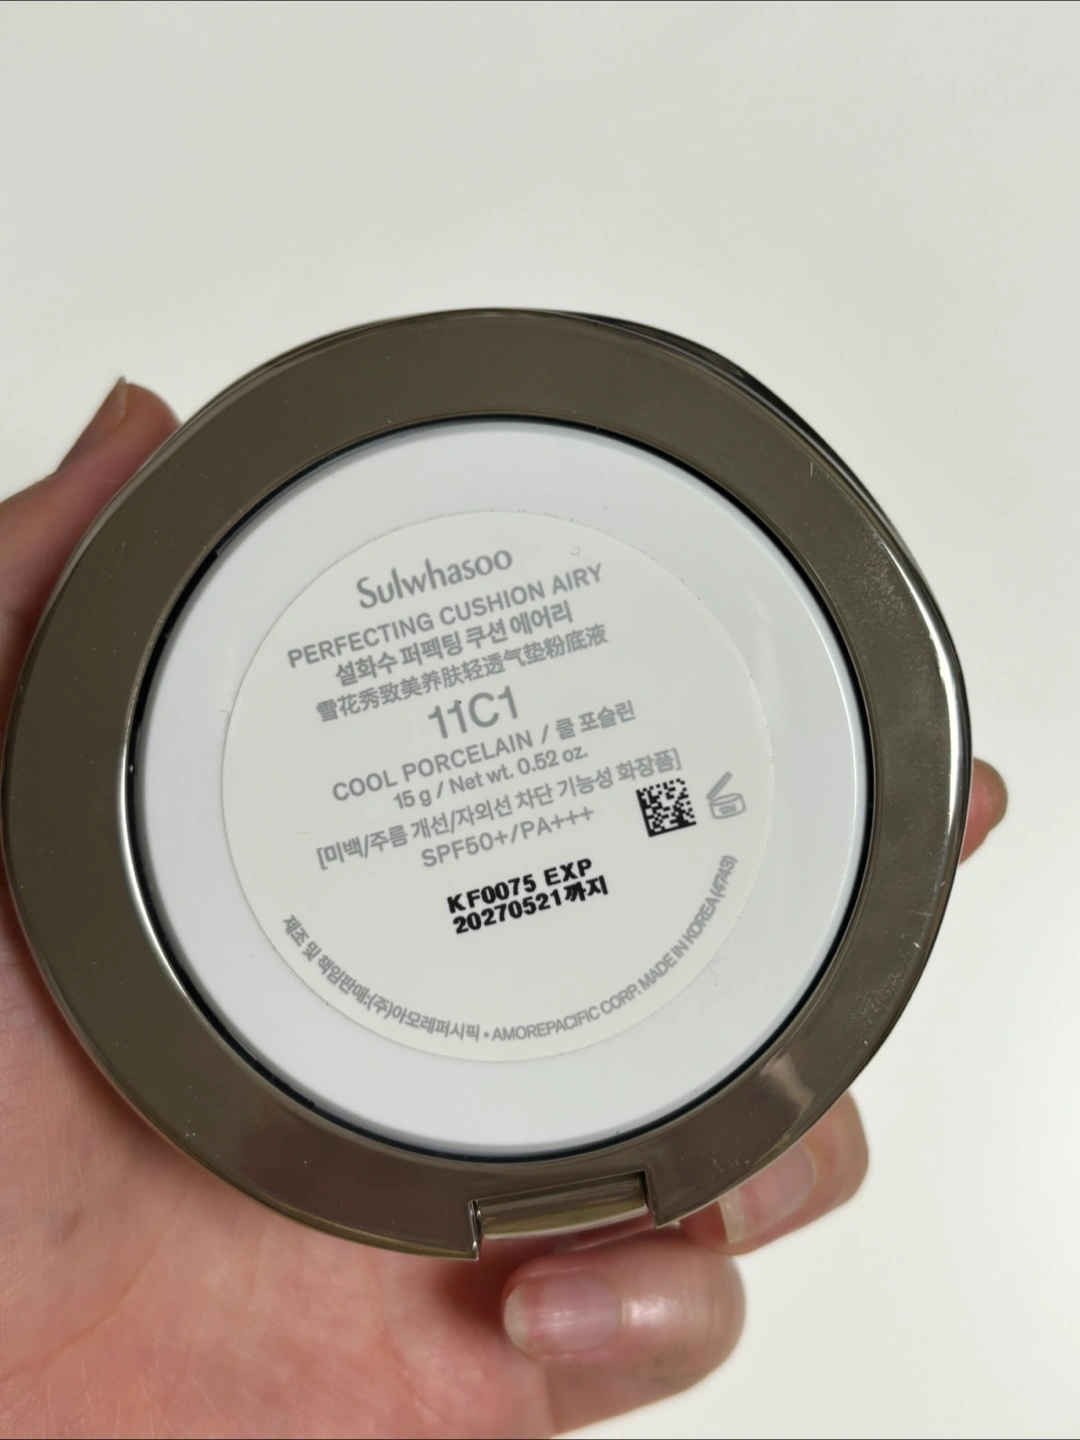 Sulwhasoo
PERFECTING CUSHION AIRY
설화수 퍼펙팅 쿠션 에어리
雪花秀致美养肤轻透气垫粉底液
11C1
COOL PORCELAIN / 쿨 포슬린
15 g / Net wt. 0.52 oz.
[미백/주름 개선/자외선 차단 기능성 화장품]
SPF50+/PA+++
KF0075 EXP
20270521까지
제조 및 책임판매:(주)아모레퍼시픽 • AMOREPACIFIC CORP. MADE IN KOREA (4743)